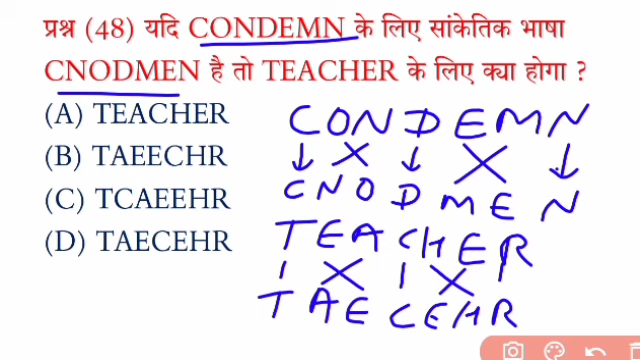 प्रश्न (48) यदि CONDEMN के लिए सांकेतिक भाषा
CNODMEN है तो TEACHER के लिए क्या होगा ?
(A) TEACHER
(B) TAEECHR
(C) TCAEEHR
(D) TAECEHR
CONDEMN
CNODMEN
TEACHER
TAECEHR